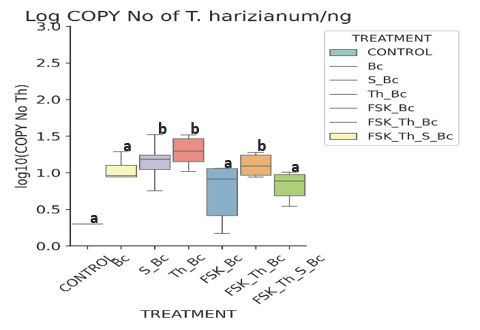 Log COPY No of T. harizianum/ng
3.0
2.5
2.0
1.5
1.0
0.5
0.0
log10(COPY No Th)
a
a
b
b
a
b
a
CONTROL
Bc
S_Bc
Th_Bc
FSK_Bc
FSK_Th_Bc
FSK_Th_S_Bc
TREATMENT
TREATMENT
CONTROL
Bc
S_Bc
Th_Bc
FSK_Bc
FSK_Th_Bc
FSK_Th_S_Bc